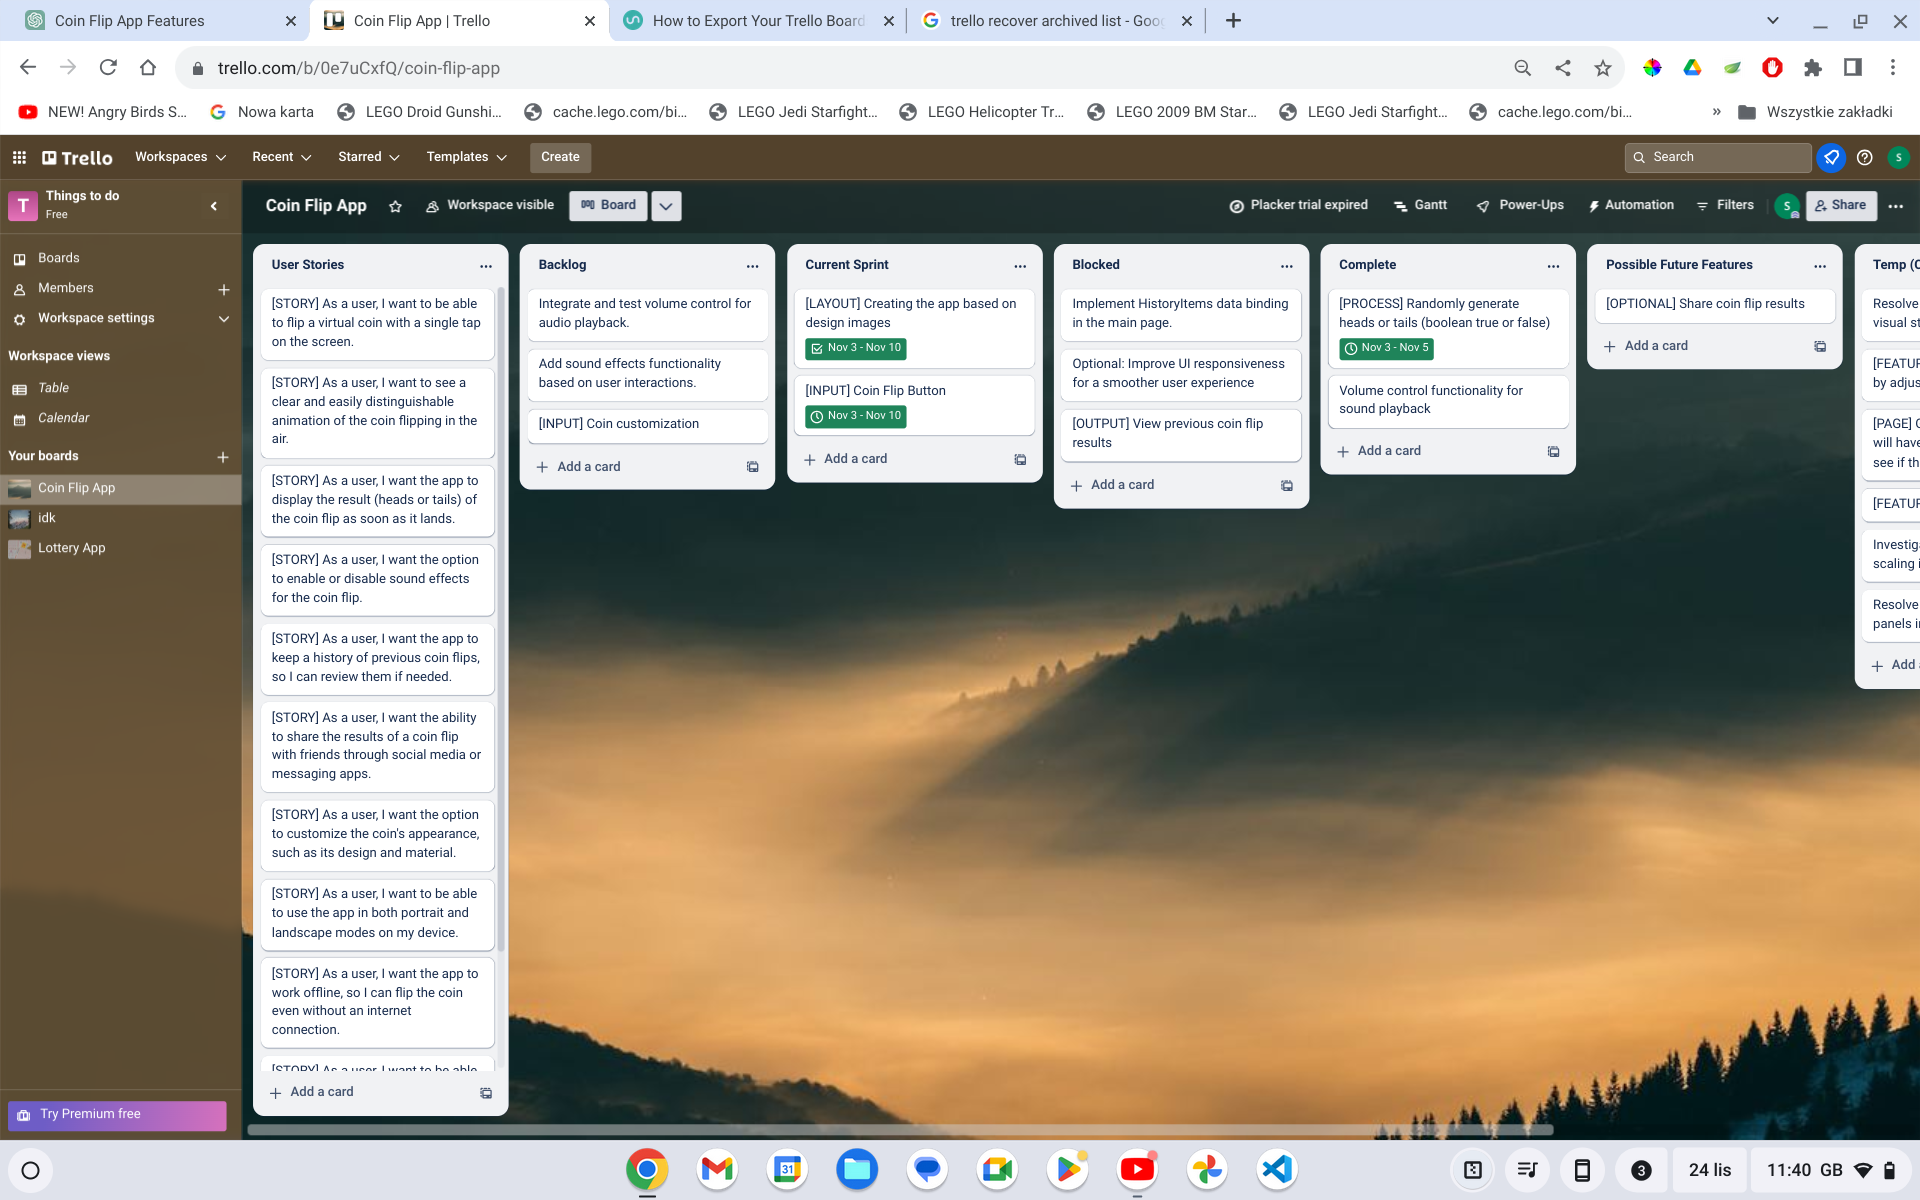 Coin Flip App Features
Coin Flip App | Trello
How to Export Your Trello Board
trello recover archived list - Goo
trello.com/b/0e7uCxfQ/coin-flip-app
NEW! Angry Birds S...
Nowa karta
LEGO Droid Gunshi...
cache.lego.com/bi...
LEGO Jedi Starfight...
LEGO Helicopter Tr...
LEGO 2009 BM Star...
LEGO Jedi Starfight...
cache.lego.com/bi...
»
Wszystkie zakładki
Trello
Workspaces
Recent
Starred
Templates
Create
Search
S
T
Things to do
Free
Boards
Members
Workspace settings
Workspace views
Table
Calendar
Your boards
Coin Flip App
idk
Lottery App
Try Premium free
Coin Flip App
Workspace visible
Board
Placker trial expired
Gantt
Power-Ups
Automation
Filters
S
Share
User Stories
[STORY] As a user, I want to be able
to flip a virtual coin with a single tap
on the screen.
[STORY] As a user, I want to see a
clear and easily distinguishable
animation of the coin flipping in the
air.
[STORY] As a user, I want the app to
display the result (heads or tails) of
the coin flip as soon as it lands.
[STORY] As a user, I want the option
to enable or disable sound effects
for the coin flip.
[STORY] As a user, I want the app to
keep a history of previous coin flips,
so I can review them if needed.
[STORY] As a user, I want the ability
to share the results of a coin flip
with friends through social media or
messaging apps.
[STORY] As a user, I want the option
to customize the coin's appearance,
such as its design and material.
[STORY] As a user, I want to be able
to use the app in both portrait and
landscape modes on my device.
[STORY] As a user, I want the app to
work offline, so I can flip the coin
even without an internet
connection.
[STORY] As a user, I want to be able
Add a card
Backlog
Integrate and test volume control for
audio playback.
Add sound effects functionality
based on user interactions.
[INPUT] Coin customization
Add a card
Current Sprint
[LAYOUT] Creating the app based on
design images
Nov 3 - Nov 10
[INPUT] Coin Flip Button
Nov 3 - Nov 10
Add a card
Blocked
Implement HistoryItems data binding
in the main page.
Optional: Improve UI responsiveness
for a smoother user experience
[OUTPUT] View previous coin flip
results
Add a card
Complete
[PROCESS] Randomly generate
heads or tails (boolean true or false)
Nov 3 - Nov 5
Volume control functionality for
sound playback
Add a card
Possible Future Features
[OPTIONAL] Share coin flip results
Add a card
Temp (
Resolve
visual st
[FEATUR
by adjus
[PAGE]
will have
see if th
[FEATUR
Investig
scaling i
Resolve
panels i
Add
31
3
24 lis
11:40 GB